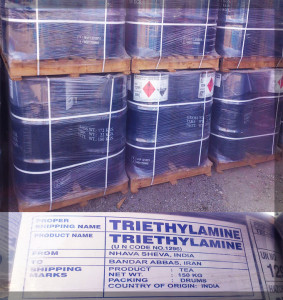 PROPER
SHIPPING NAME TRIETHYLAMINE
PRODUCT NAME TRIETHYLAMINE
(U N CODE NO.1296)
FROM NHAVA SHEVA, INDIA
TO BANDAR ABBAS, IRAN
SHIPPING MARKS PRODUCT : TEA
NET WT. : 150 KG
PACKING : DRUMS
COUNTRY OF ORIGIN: INDIA